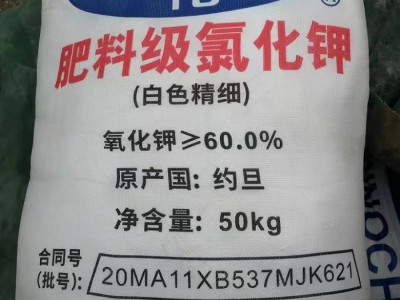 ®
肥料级氯化钾
(白色精细)
氧化钾≥60.0%
原产国: 约旦
净含量: 50kg
合同号
(批号): 20MA11XB537MJK621
NOCH